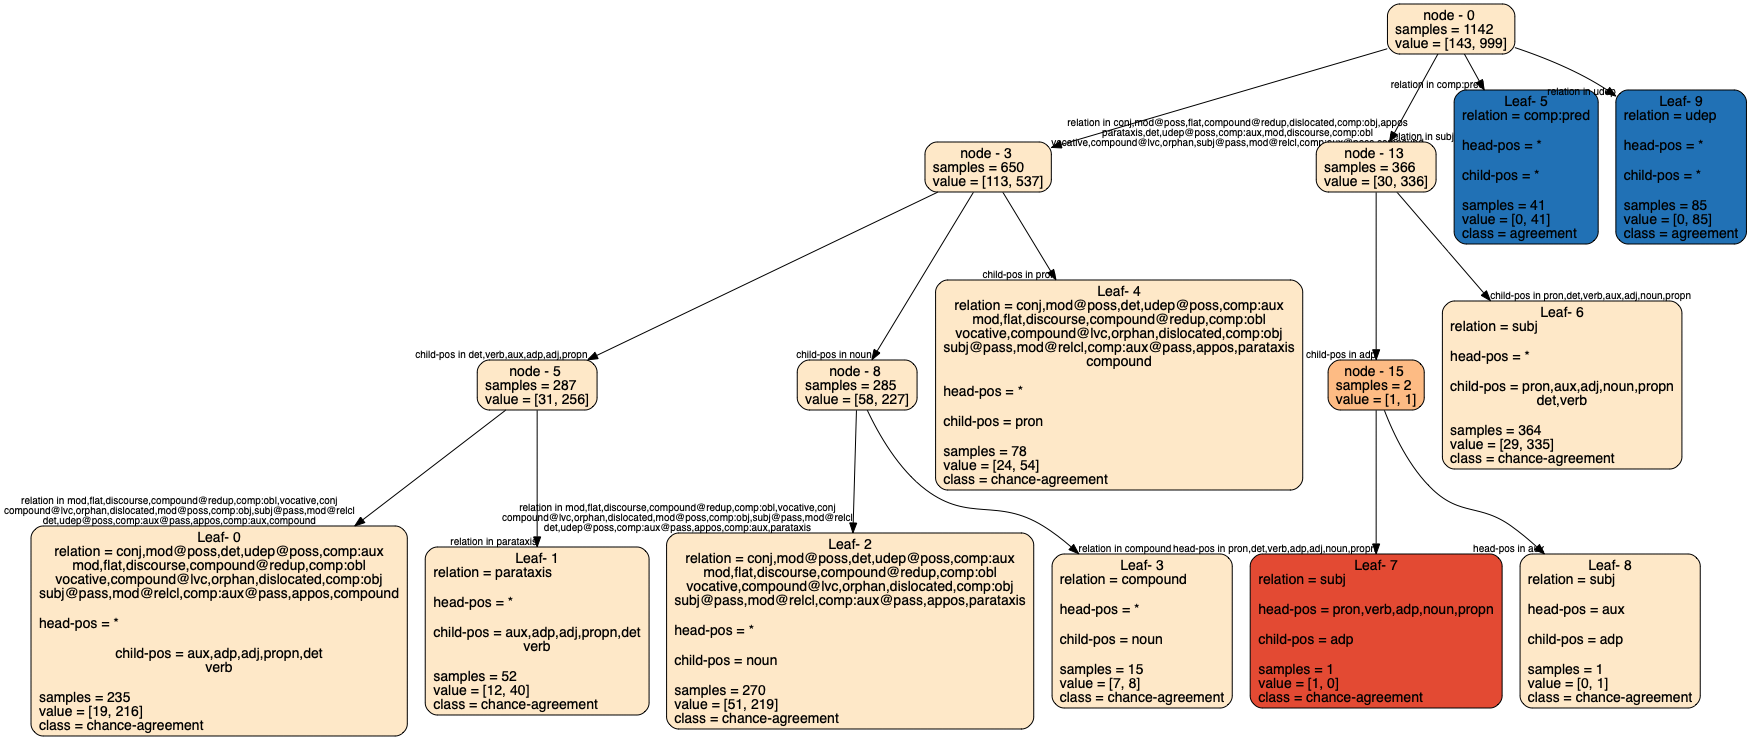 node - 0
samples = 1142
value = [143, 999]
relation in comp:pred
relation in udep
Leaf- 5
relation = comp:pred
head-pos = *
child-pos = *
samples = 41
value = [0, 41]
class = agreement
Leaf- 9
relation = udep
head-pos = *
child-pos = *
samples = 85
value = [0, 85]
class = agreement
relation in conj,mod@poss,flat,compound@redup,dislocated,comp:obj,appos
parataxis,det,udep@poss,comp:aux,mod,discourse,comp:obl
vocative,compound@lvc,orphan,subj@pass,mod@relcl,comp:aux@pass,compound
relation in subj
node - 3
samples = 650
value = [113, 537]
node - 13
samples = 366
value = [30, 336]
child-pos in pron
Leaf- 4
relation = conj,mod@poss,det,udep@poss,comp:aux
mod,flat,discourse,compound@redup,comp:obl
vocative,compound@lvc,orphan,dislocated,comp:obj
subj@pass,mod@relcl,comp:aux@pass,appos,parataxis
compound
head-pos = *
child-pos = pron
samples = 78
value = [24, 54]
class = chance-agreement
child-pos in pron,det,verb,aux,adj,noun,propn
Leaf- 6
relation = subj
head-pos = *
child-pos = pron,aux,adj,noun,propn
det,verb
samples = 364
value = [29, 335]
class = chance-agreement
child-pos in det,verb,aux,adp,adj,propn
node - 5
samples = 287
value = [31, 256]
child-pos in noun
node - 8
samples = 285
value = [58, 227]
child-pos in adp
node - 15
samples = 2
value = [1, 1]
relation in mod,flat,discourse,compound@redup,comp:obl,vocative,conj
compound@lvc,orphan,dislocated,mod@poss,comp:obj,subj@pass,mod@relcl
det,udep@poss,comp:aux@pass,appos,comp:aux,compound
Leaf- 0
relation = conj,mod@poss,det,udep@poss,comp:aux
mod,flat,discourse,compound@redup,comp:obl
vocative,compound@lvc,orphan,dislocated,comp:obj
subj@pass,mod@relcl,comp:aux@pass,appos,compound
head-pos = *
child-pos = aux,adp,adj,propn,det
verb
samples = 235
value = [19, 216]
class = chance-agreement
relation in parataxis
Leaf- 1
relation = parataxis
head-pos = *
child-pos = aux,adp,adj,propn,det
verb
samples = 52
value = [12, 40]
class = chance-agreement
relation in mod,flat,discourse,compound@redup,comp:obl,vocative,conj
compound@lvc,orphan,dislocated,mod@poss,comp:obj,subj@pass,mod@relcl
det,udep@poss,comp:aux@pass,appos,comp:aux,parataxis
Leaf- 2
relation = conj,mod@poss,det,udep@poss,comp:aux
mod,flat,discourse,compound@redup,comp:obl
vocative,compound@lvc,orphan,dislocated,comp:obj
subj@pass,mod@relcl,comp:aux@pass,appos,parataxis
head-pos = *
child-pos = noun
samples = 270
value = [51, 219]
class = chance-agreement
relation in compound
Leaf- 3
relation = compound
head-pos = *
child-pos = noun
samples = 15
value = [7, 8]
class = chance-agreement
head-pos in pron,det,verb,adp,adj,noun,propn
Leaf- 7
relation = subj
head-pos = pron,verb,adp,noun,propn
child-pos = adp
samples = 1
value = [1, 0]
class = chance-agreement
head-pos in aux
Leaf- 8
relation = subj
head-pos = aux
child-pos = adp
samples = 1
value = [0, 1]
class = chance-agreement